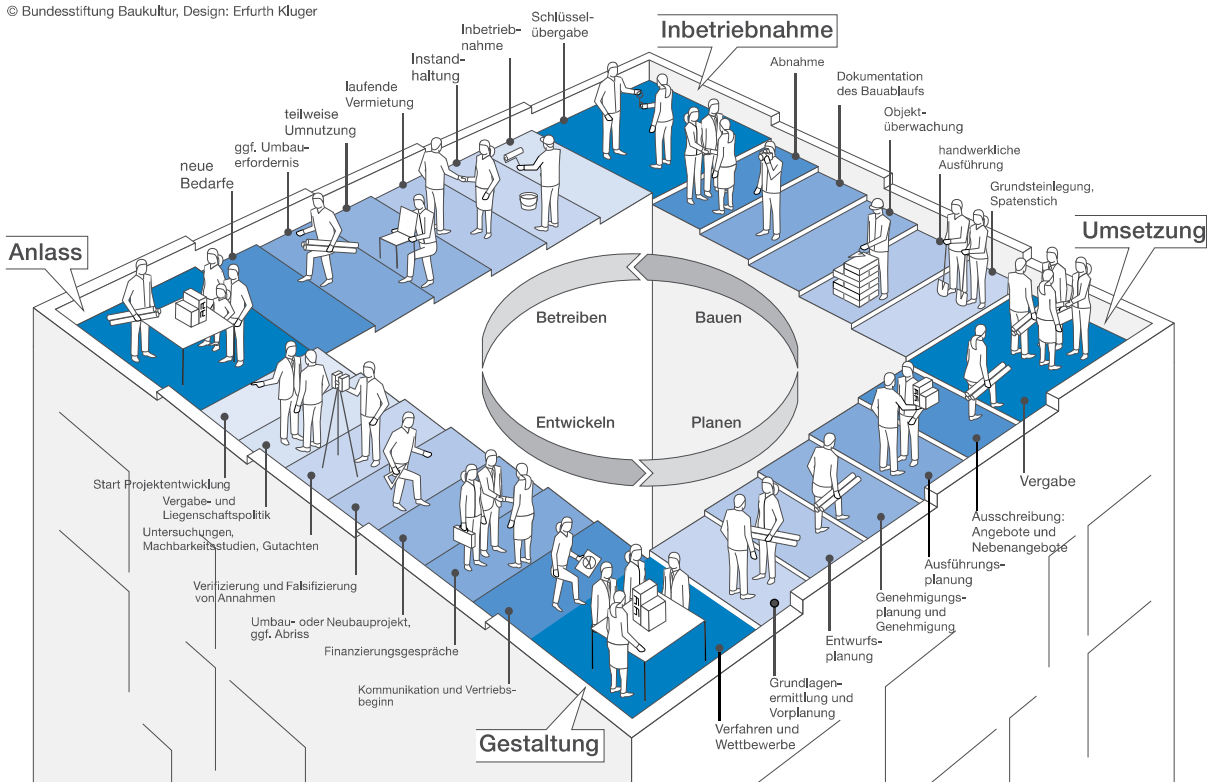 © Bundesstiftung Baukultur, Design: Erfurth Kluger
Anlass
neue
Bedarfe
ggf. Umbau-
erfordernis
teilweise
Umnutzung
laufende
Vermietung
Instand-
haltung
Inbetrieb-
nahme
Schlüssel-
übergabe
Inbetriebnahme
Abnahme
Dokumentation
des Bauablaufs
Objekt-
überwachung
handwerkliche
Ausführung
Grundsteinlegung,
Spatenstich
Umsetzung
Betreiben
Bauen
Entwickeln
Planen
Start Projektentwicklung
Vergabe- und
Liegenschaftspolitik
Untersuchungen,
Machbarkeitsstudien, Gutachten
Verifizierung und Falsifizierung
von Annahmen
Umbau- oder Neubauprojekt,
ggf. Abriss
Finanzierungsgespräche
Kommunikation und Vertriebs-
beginn
Gestaltung
Verfahren und
Wettbewerbe
Grundlagen-
ermittlung und
Vorplanung
Entwurfs-
planung
Genehmigungs-
planung und
Genehmigung
Ausführungs-
planung
Ausschreibung:
Angebote und
Nebenangebote
Vergabe